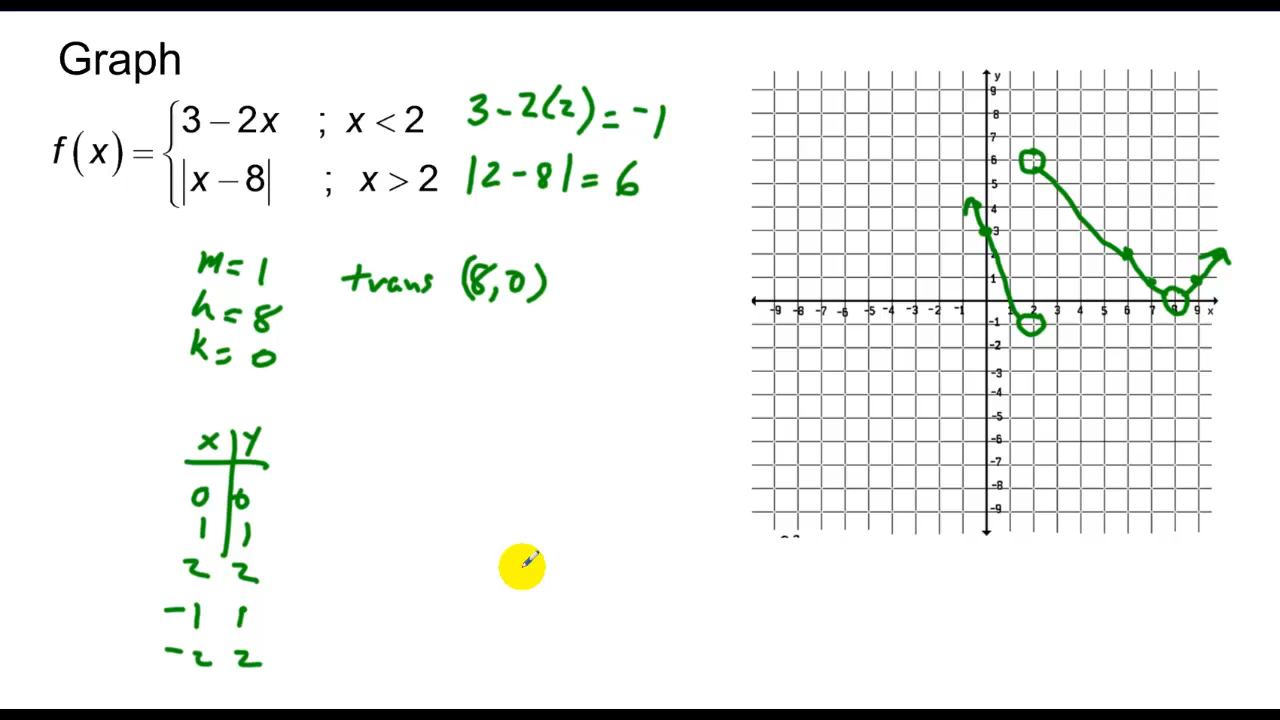 Graph
f(x) = { 3 − 2x ; x < 2 3 - 2(2) = -1
|x − 8| ; x > 2 |2 - 8| = 6
m = 1 trans (8,0)
h = 8
k = 0
x | y
0 | 0
1 | 1
2 2
-1 1
-2 2
y
9
8
7
6
5
4
3
2
1
-9 -8 -7 -6 -5 -4 -3 -2 -1 1 2 3 4 5 6 7 8 9 x
-1
-2
-3
-4
-5
-6
-7
-8
-9